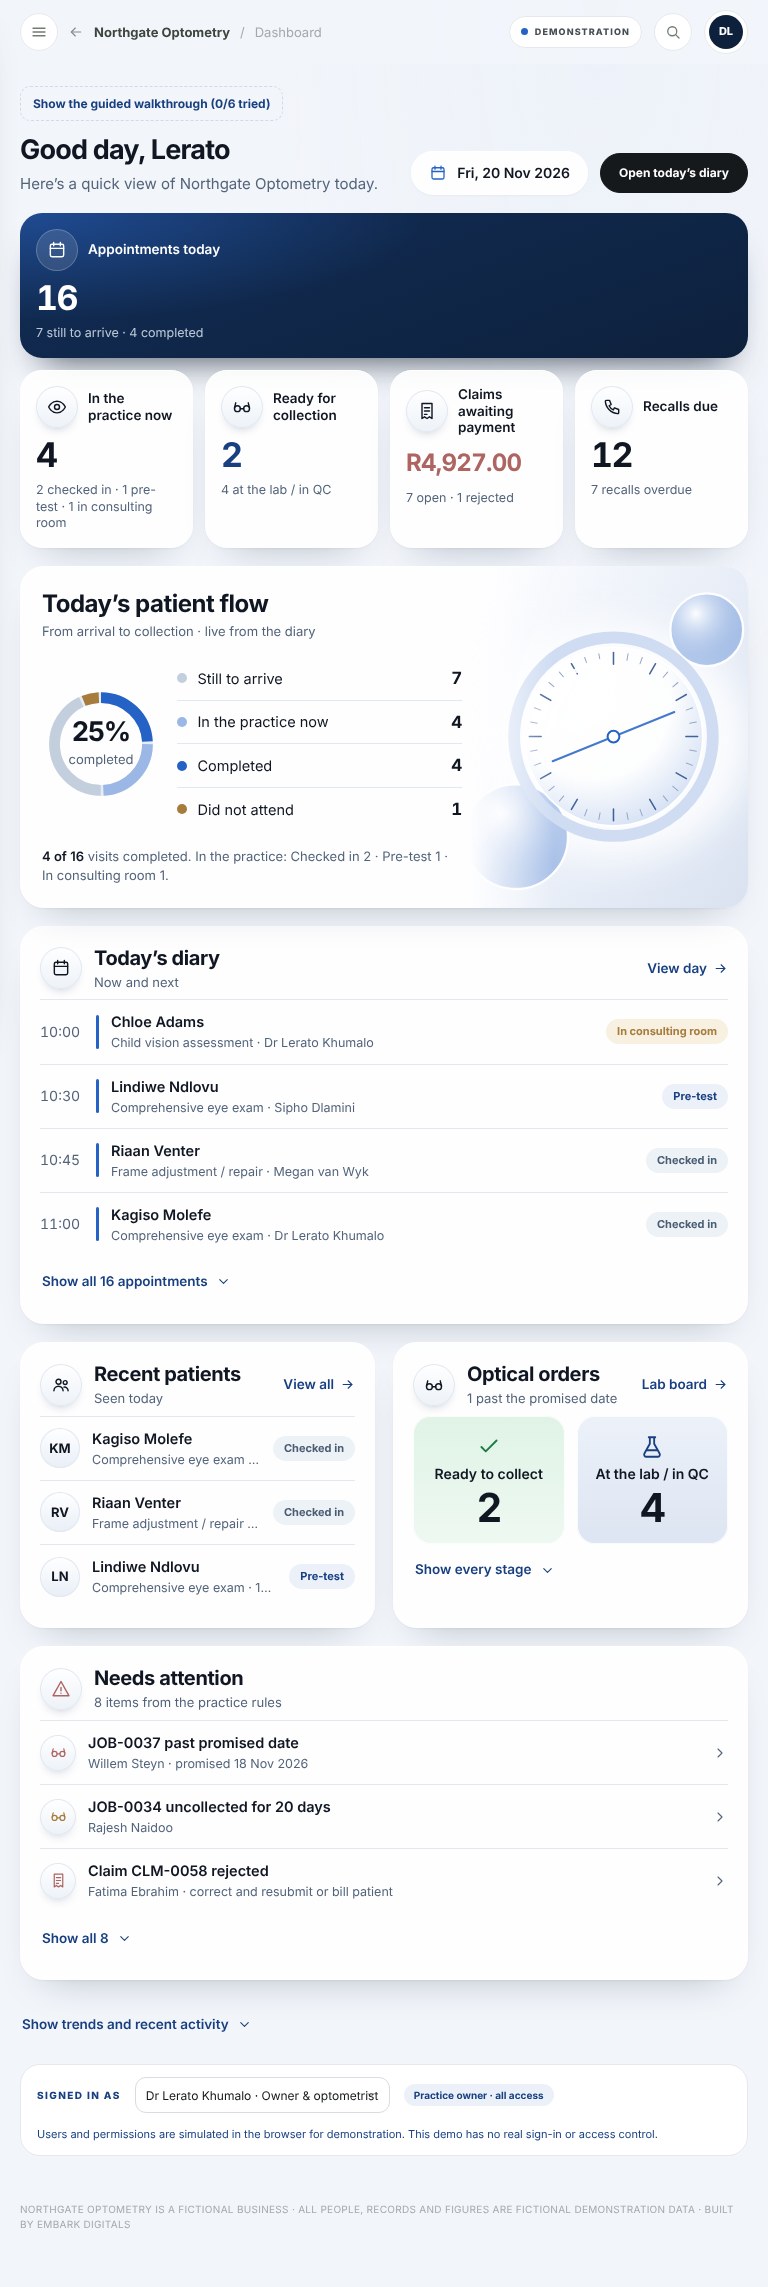 Northgate Optometry / Dashboard
DEMONSTRATION
DL
Show the guided walkthrough (0/6 tried)
Good day, Lerato
Here's a quick view of Northgate Optometry today.
Fri, 20 Nov 2026
Open today's diary
Appointments today
16
7 still to arrive · 4 completed
In the
practice now
4
2 checked in · 1 pre-
test · 1 in consulting
room
Ready for
collection
2
4 at the lab / in QC
Claims
awaiting
payment
R4,927.00
7 open · 1 rejected
Recalls due
12
7 recalls overdue
Today's patient flow
From arrival to collection · live from the diary
25%
completed
Still to arrive 7
In the practice now 4
Completed 4
Did not attend 1
4 of 16 visits completed. In the practice: Checked in 2 · Pre-test 1 ·
In consulting room 1.
Today's diary
Now and next
View day
10:00
Chloe Adams
Child vision assessment · Dr Lerato Khumalo
In consulting room
10:30
Lindiwe Ndlovu
Comprehensive eye exam · Sipho Dlamini
Pre-test
10:45
Riaan Venter
Frame adjustment / repair · Megan van Wyk
Checked in
11:00
Kagiso Molefe
Comprehensive eye exam · Dr Lerato Khumalo
Checked in
Show all 16 appointments
Recent patients
Seen today
View all
KM
Kagiso Molefe
Comprehensive eye exam ...
Checked in
RV
Riaan Venter
Frame adjustment / repair ...
Checked in
LN
Lindiwe Ndlovu
Comprehensive eye exam · 1...
Pre-test
Optical orders
1 past the promised date
Lab board
Ready to collect
2
At the lab / in QC
4
Show every stage
Needs attention
8 items from the practice rules
JOB-0037 past promised date
Willem Steyn · promised 18 Nov 2026
JOB-0034 uncollected for 20 days
Rajesh Naidoo
Claim CLM-0058 rejected
Fatima Ebrahim · correct and resubmit or bill patient
Show all 8
Show trends and recent activity
SIGNED IN AS
Dr Lerato Khumalo · Owner & optometrist
Practice owner · all access
Users and permissions are simulated in the browser for demonstration. This demo has no real sign-in or access control.
NORTHGATE OPTOMETRY IS A FICTIONAL BUSINESS · ALL PEOPLE, RECORDS AND FIGURES ARE FICTIONAL DEMONSTRATION DATA · BUILT
BY EMBARK DIGITALS